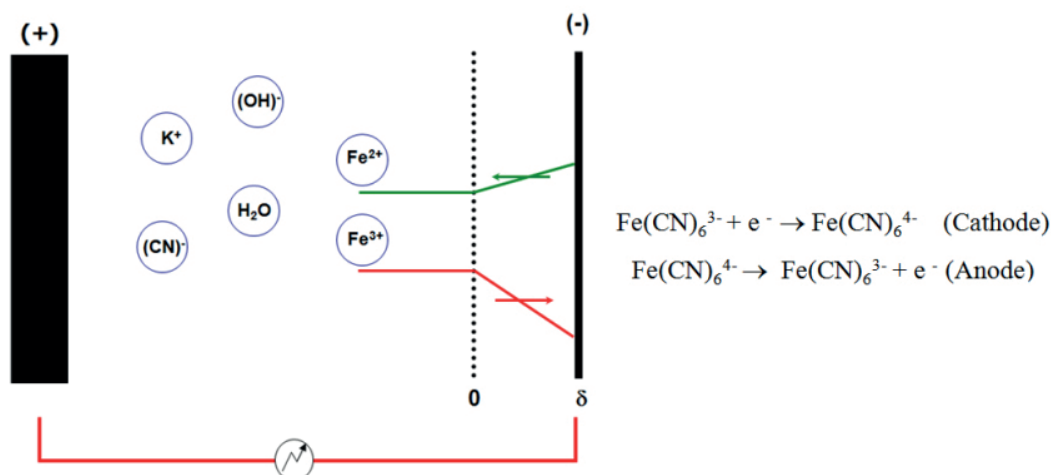 (+)
(-)
(OH)⁻
K⁺
Fe²⁺
H₂O
Fe³⁺
(CN)⁻
Fe(CN)₆³⁻ + e ⁻ → Fe(CN)₆⁴⁻ (Cathode)
Fe(CN)₆⁴⁻ → Fe(CN)₆³⁻ + e ⁻ (Anode)
0
δ